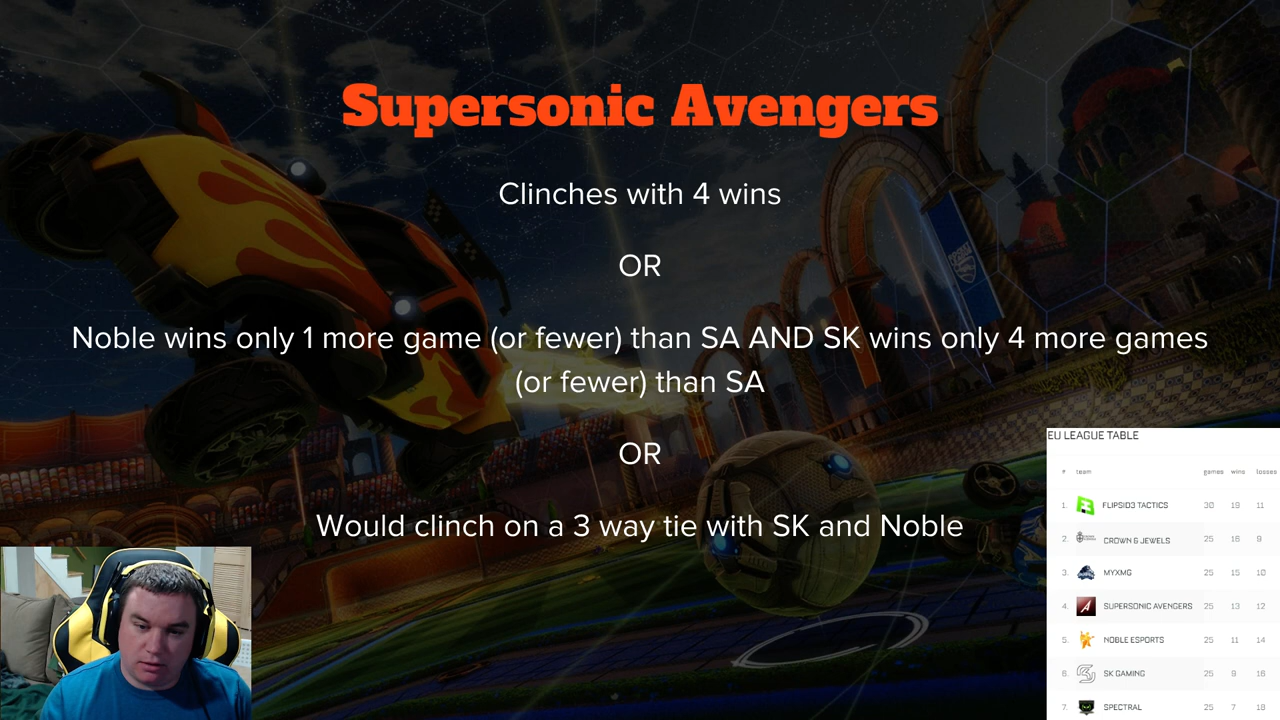 Supersonic Avengers
Clinches with 4 wins
OR
Noble wins only 1 more game (or fewer) than SA AND SK wins only 4 more games
(or fewer) than SA
OR
Would clinch on a 3 way tie with SK and Noble
EU LEAGUE TABLE
# team games wins losses
1. FLIPSID3 TACTICS 30 19 11
2. CROWN & JEWELS 25 16 9
3. MYXMG 25 15 10
4. SUPERSONIC AVENGERS 25 13 12
5. NOBLE ESPORTS 25 11 14
6. SK GAMING 25 9 16
7. SPECTRAL 25 7 18